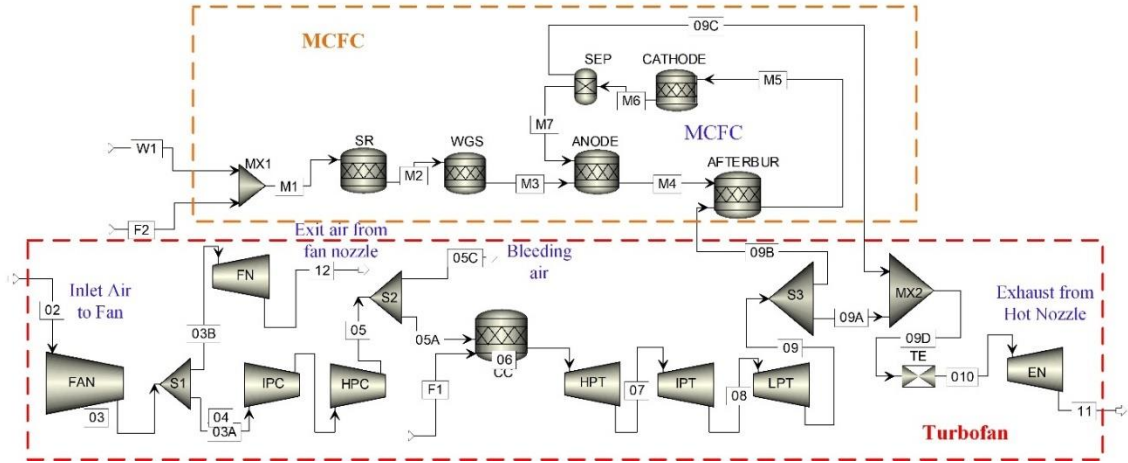 09C
MCFC
SEP
CATHODE
M5
M6
M7
MCFC
W1
SR
WGS
ANODE
AFTERBUR
MX1
M1
M2
M3
M4
F2
Exit air from
fan nozzle
05C
Bleeding
air
09B
FN
12
S2
S3
MX2
Inlet Air
to Fan
02
03B
05
05A
09A
Exhaust from
Hot Nozzle
06
CC
09
09D
TE
FAN
S1
IPC
HPC
F1
HPT
07
IPT
08
LPT
010
EN
03
04
03A
11
Turbofan